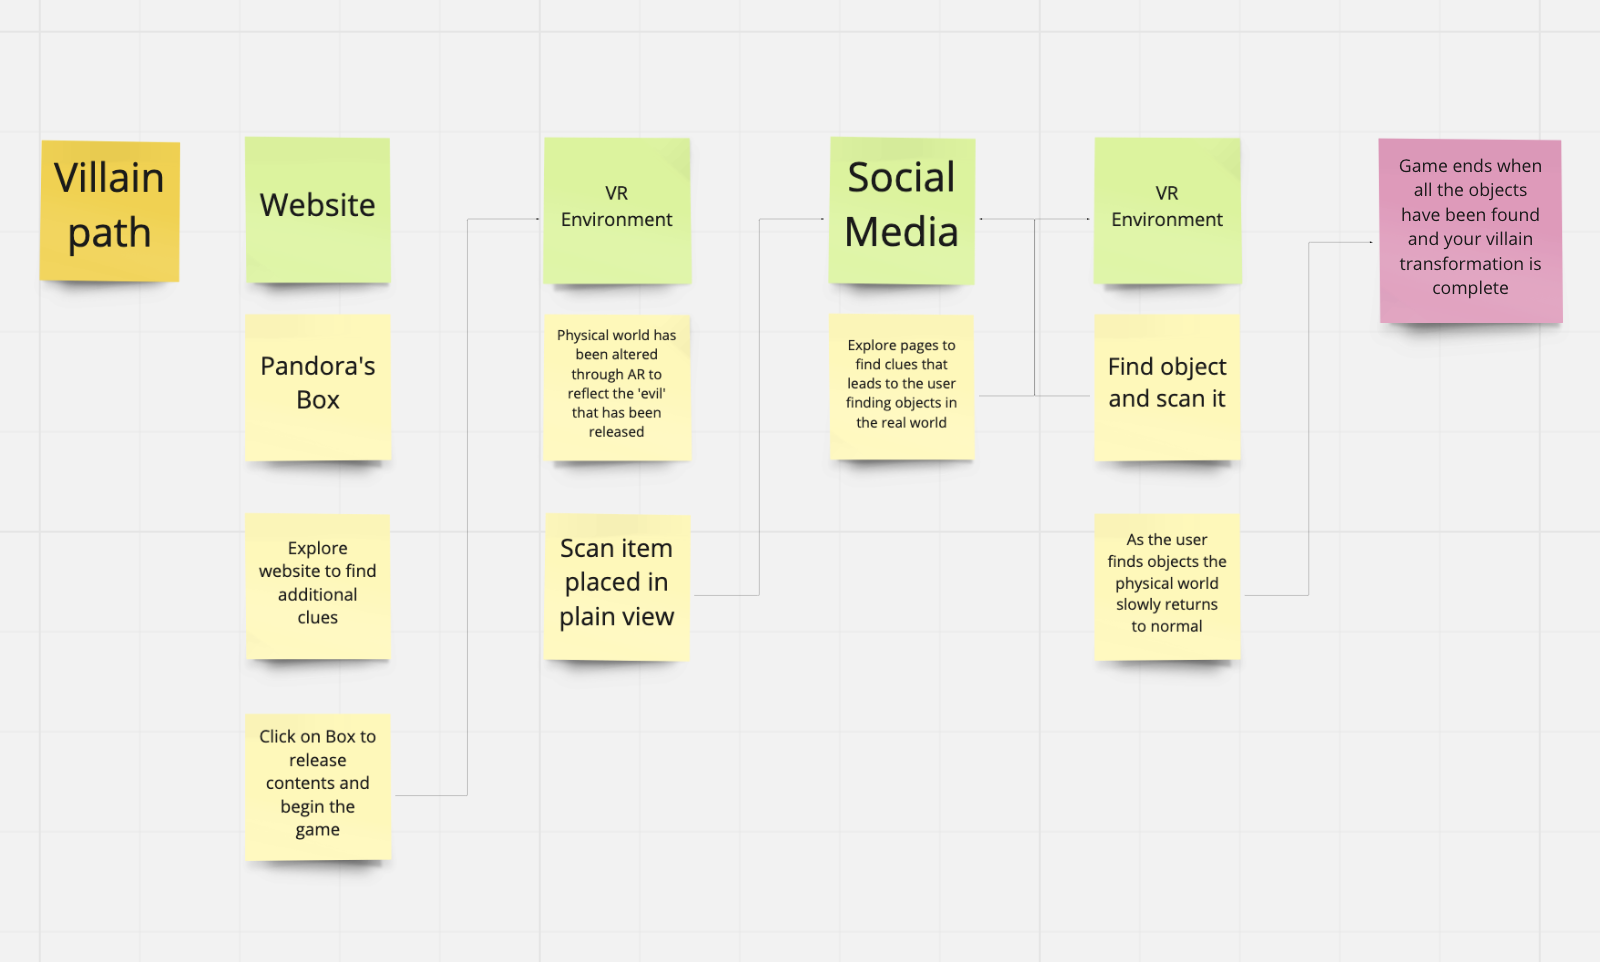 Villain
path
Website
Pandora's
Box
Explore
website to find
additional
clues
Click on Box to
release
contents and
begin the
game
VR
Environment
Physical world has
been altered
through AR to
reflect the 'evil'
that has been
released
Scan item
placed in
plain view
Social
Media
Explore pages to
find clues that
leads to the user
finding objects in
the real world
VR
Environment
Find object
and scan it
As the user
finds objects the
physical world
slowly returns
to normal
Game ends when
all the objects
have been found
and your villain
transformation is
complete